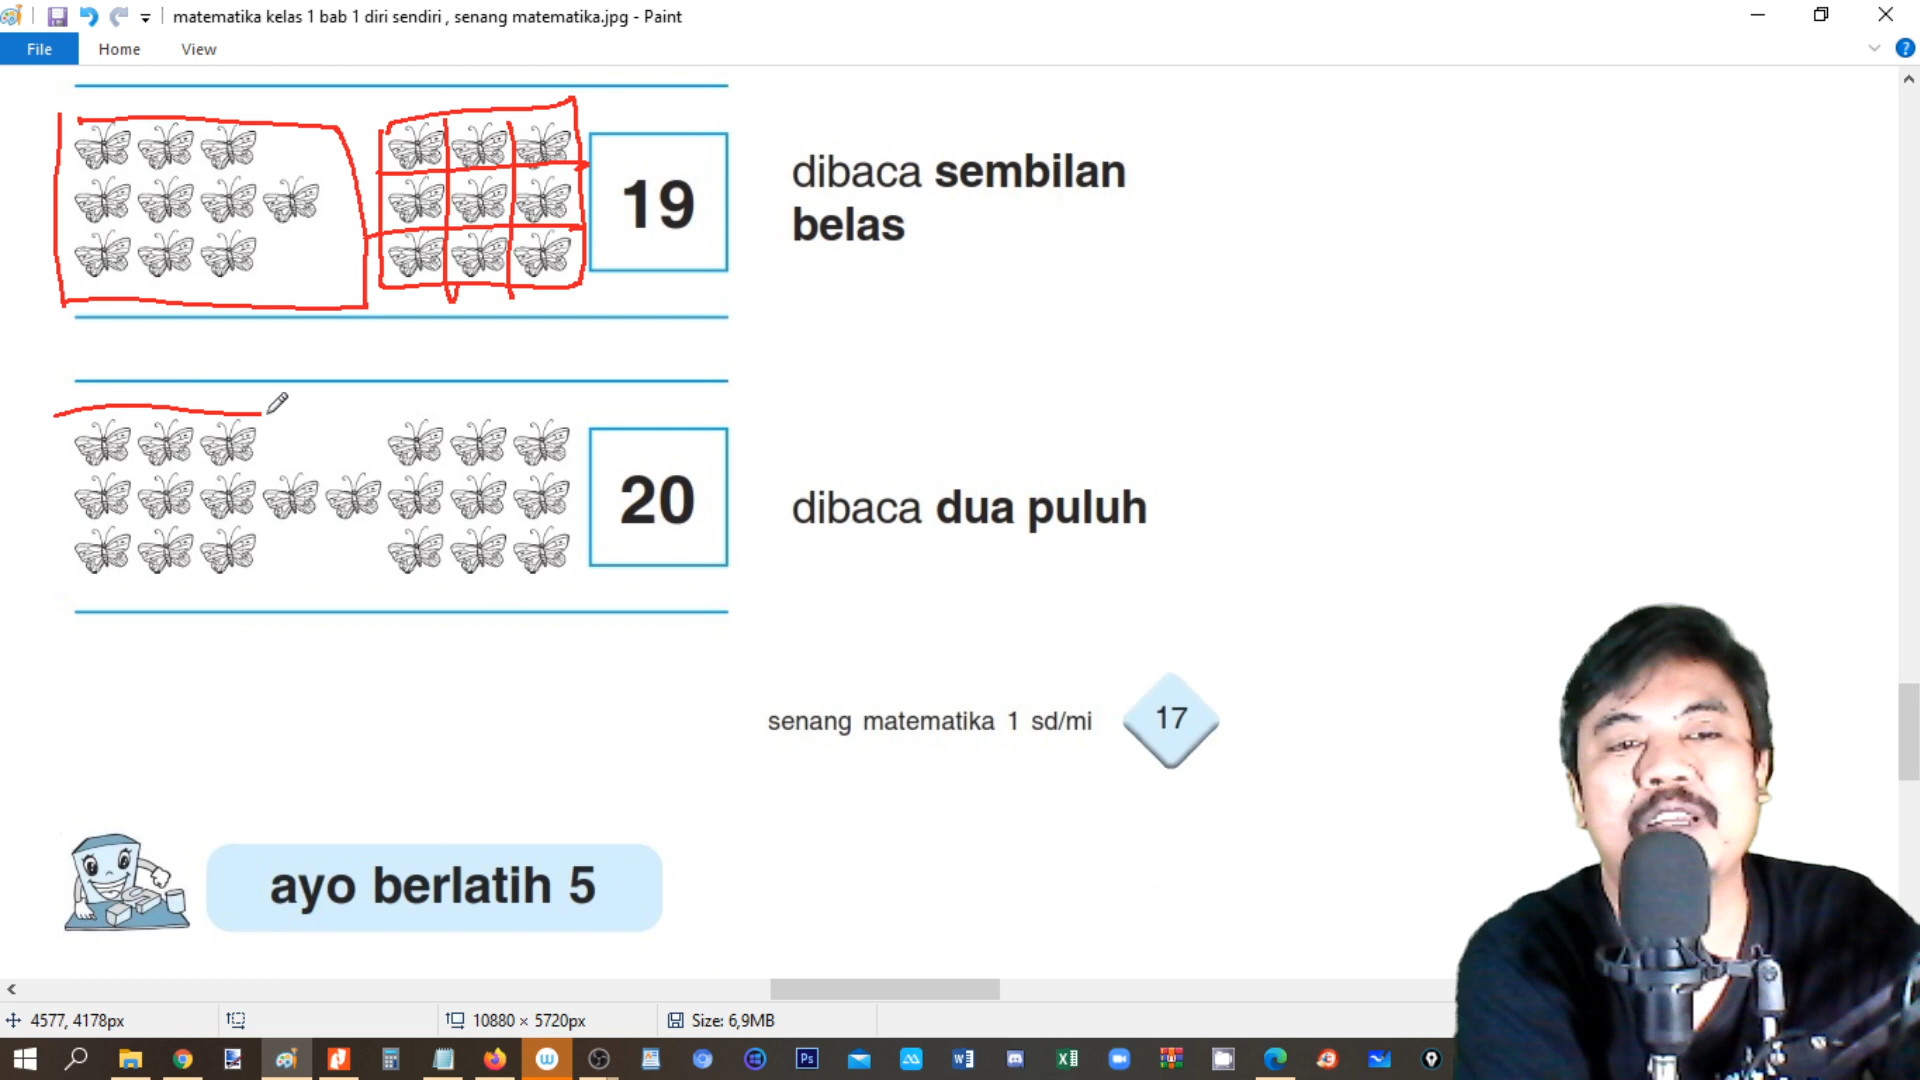 matematika kelas 1 bab 1 diri sendiri , senang matematika.jpg - Paint
File Home View
19
dibaca sembilan
belas
20
dibaca dua puluh
senang matematika 1 sd/mi 17
ayo berlatih 5
4577, 4178px 10880 × 5720px Size: 6,9MB